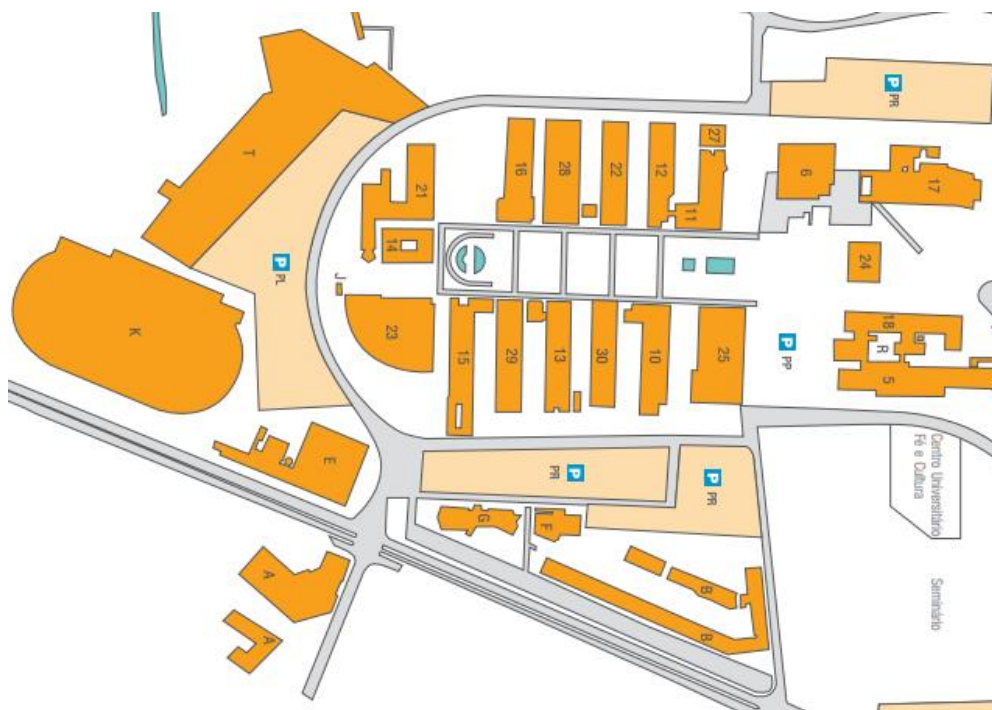 P PR
27
16
28
22
12
11
6
17
T
21
14
24
P PL
J
K
23
15
29
13
30
10
25
P PP
18
R
5
E
P PR
P PR
Centro Universitário
Fé e Cultura
G
F
A
B
B
Seminário
A